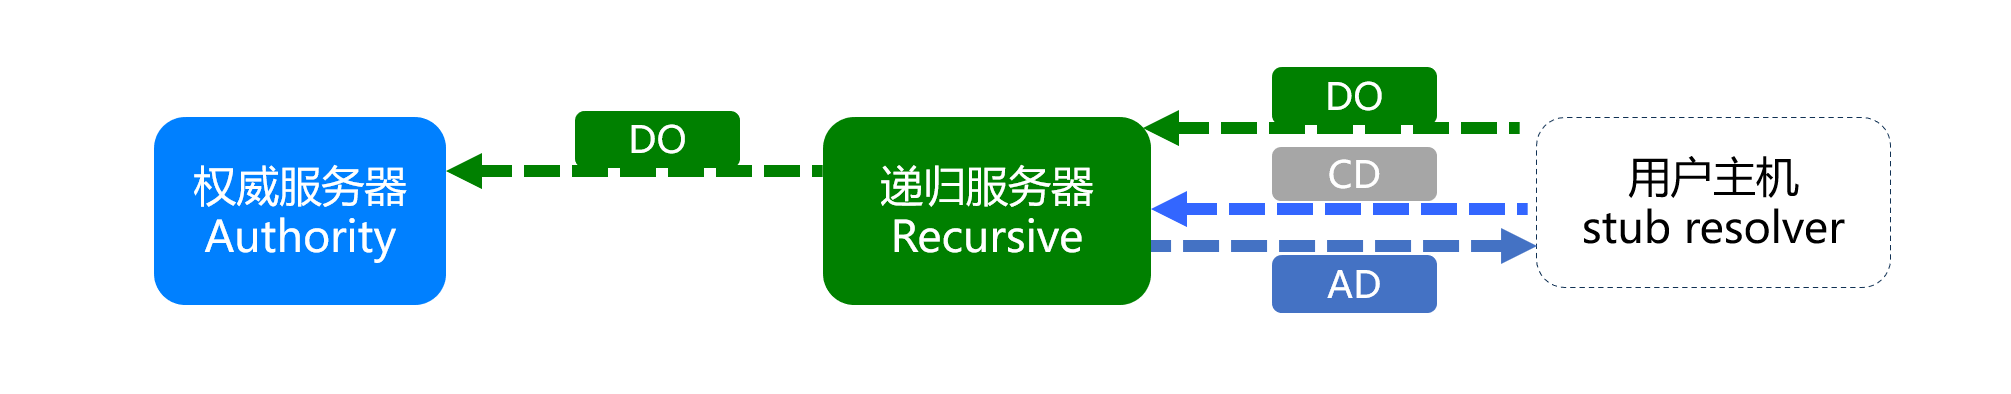 权威服务器
Authority
DO
递归服务器
Recursive
DO
CD
AD
用户主机
stub resolver